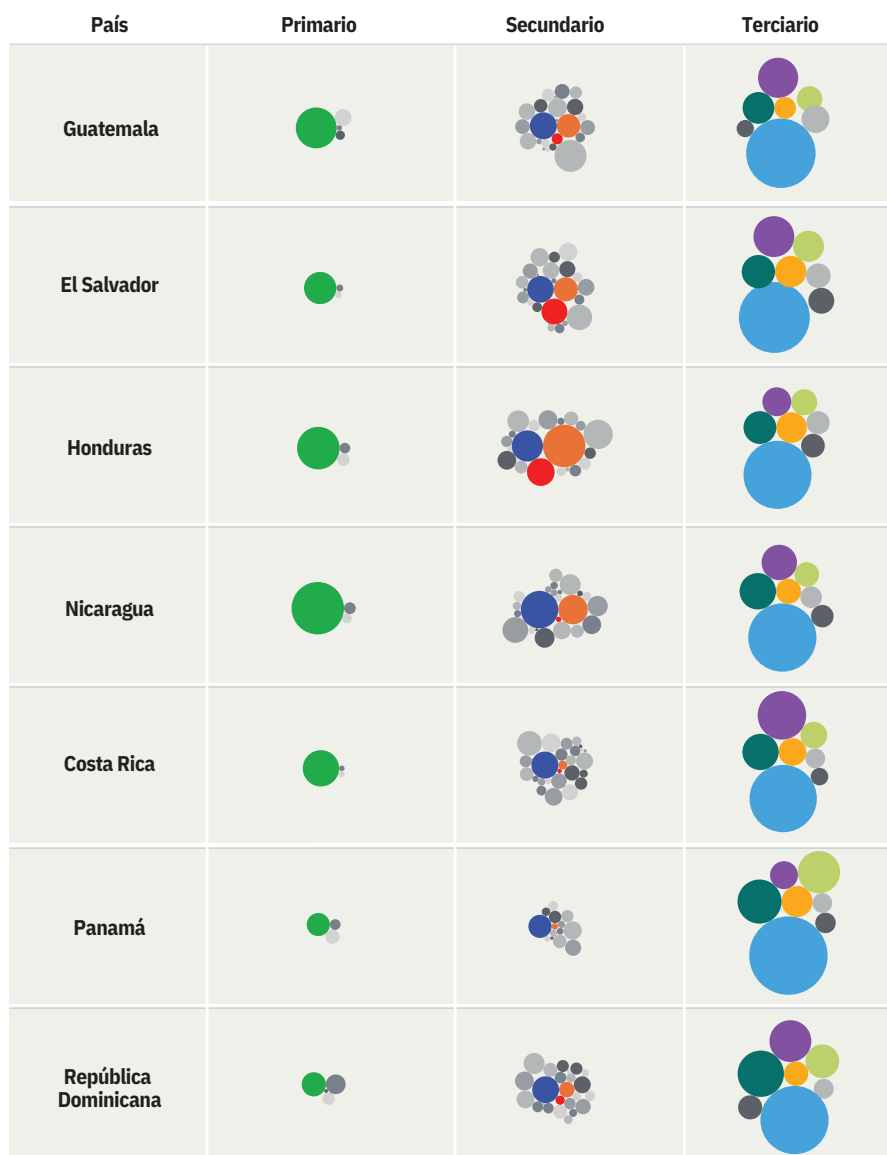 País Primario Secundario Terciario
Guatemala
El Salvador
Honduras
Nicaragua
Costa Rica
Panamá
República
Dominicana